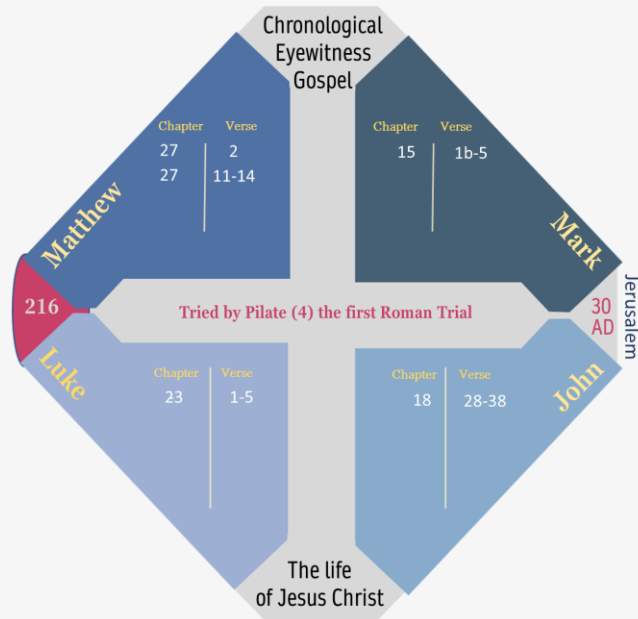 Chronological
Eyewitness
Gospel
Matthew
Chapter Verse
27 2
27 11-14
Mark
Chapter Verse
15 1b-5
216
Tried by Pilate (4) the first Roman Trial
30
AD
Jerusalem
Luke
Chapter Verse
23 1-5
John
Chapter Verse
18 28-38
The life
of Jesus Christ